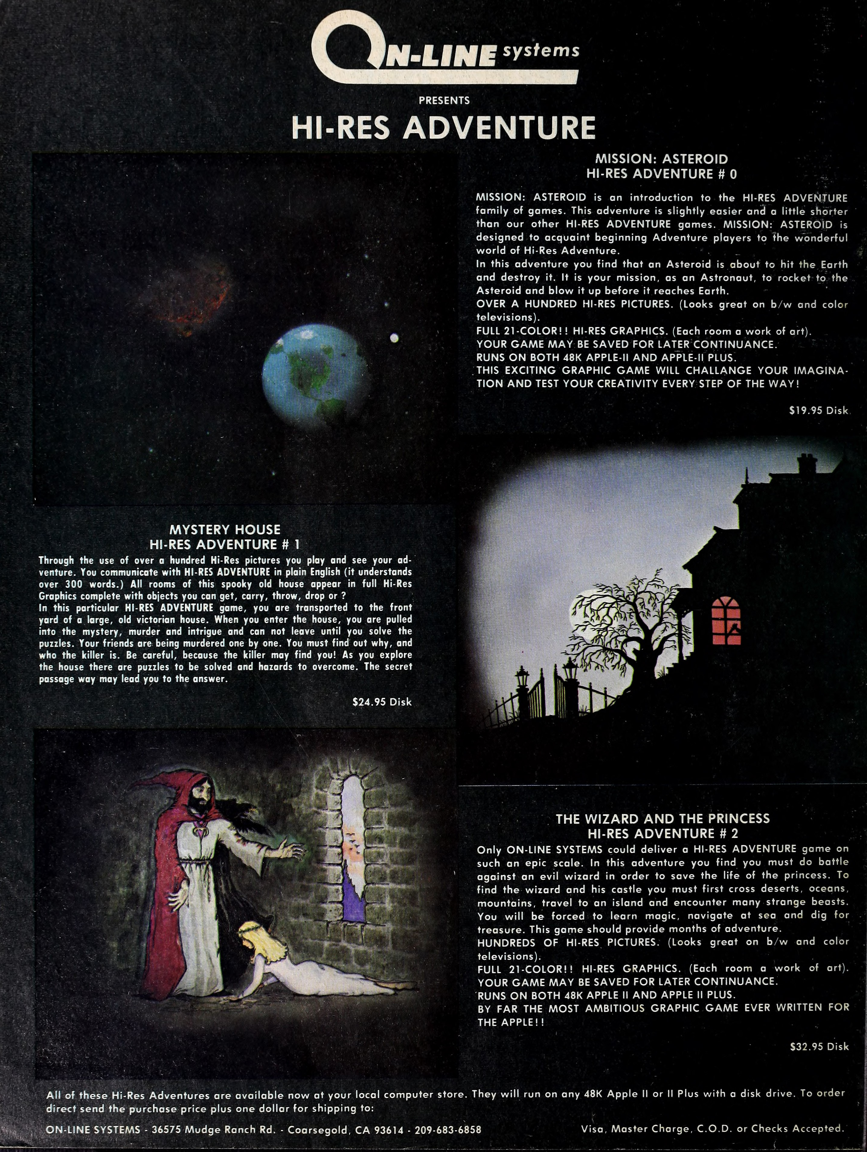 ON-LINE systems
PRESENTS
HI-RES ADVENTURE
MISSION: ASTEROID
HI-RES ADVENTURE # 0
MISSION: ASTEROID is an introduction to the HI-RES ADVENTURE
family of games. This adventure is slightly easier and a little shorter
than our other HI-RES ADVENTURE games. MISSION: ASTEROID is
designed to acquaint beginning Adventure players to the wonderful
world of Hi-Res Adventure.
In this adventure you find that an Asteroid is about to hit the Earth
and destroy it. It is your mission, as an Astronaut, to rocket to the
Asteroid and blow it up before it reaches Earth.
OVER A HUNDRED HI-RES PICTURES. (Looks great on b/w and color
televisions).
FULL 21-COLOR!! HI-RES GRAPHICS. (Each room a work of art).
YOUR GAME MAY BE SAVED FOR LATER CONTINUANCE.
RUNS ON BOTH 48K APPLE-II AND APPLE-II PLUS.
THIS EXCITING GRAPHIC GAME WILL CHALLANGE YOUR IMAGINA-
TION AND TEST YOUR CREATIVITY EVERY STEP OF THE WAY!
$19.95 Disk
MYSTERY HOUSE
HI-RES ADVENTURE # 1
Through the use of over a hundred Hi-Res pictures you play and see your ad-
venture. You communicate with HI-RES ADVENTURE in plain English (it understands
over 300 words.) All rooms of this spooky old house appear in full Hi-Res
Graphics complete with objects you can get, carry, throw, drop or ?
In this particular HI-RES ADVENTURE game, you are transported to the front
yard of a large, old victorian house. When you enter the house, you are pulled
into the mystery, murder and intrigue and can not leave until you solve the
puzzles. Your friends are being murdered one by one. You must find out why, and
who the killer is. Be careful, because the killer may find you! As you explore
the house there are puzzles to be solved and hazards to overcome. The secret
passage way may lead you to the answer.
$24.95 Disk
THE WIZARD AND THE PRINCESS
HI-RES ADVENTURE # 2
Only ON-LINE SYSTEMS could deliver a HI-RES ADVENTURE game on
such an epic scale. In this adventure you find you must do battle
against an evil wizard in order to save the life of the princess. To
find the wizard and his castle you must first cross deserts, oceans,
mountains, travel to an island and encounter many strange beasts.
You will be forced to learn magic, navigate at sea and dig for
treasure. This game should provide months of adventure.
HUNDREDS OF HI-RES PICTURES. (Looks great on b/w and color
televisions).
FULL 21-COLOR!! HI-RES GRAPHICS. (Each room a work of art).
YOUR GAME MAY BE SAVED FOR LATER CONTINUANCE.
RUNS ON BOTH 48K APPLE II AND APPLE II PLUS.
BY FAR THE MOST AMBITIOUS GRAPHIC GAME EVER WRITTEN FOR
THE APPLE!!
$32.95 Disk
All of these Hi-Res Adventures are available now at your local computer store. They will run on any 48K Apple II or II Plus with a disk drive. To order
direct send the purchase price plus one dollar for shipping to:
ON-LINE SYSTEMS - 36575 Mudge Ranch Rd. - Coarsegold, CA 93614 - 209-683-6858
Visa, Master Charge, C.O.D. or Checks Accepted.